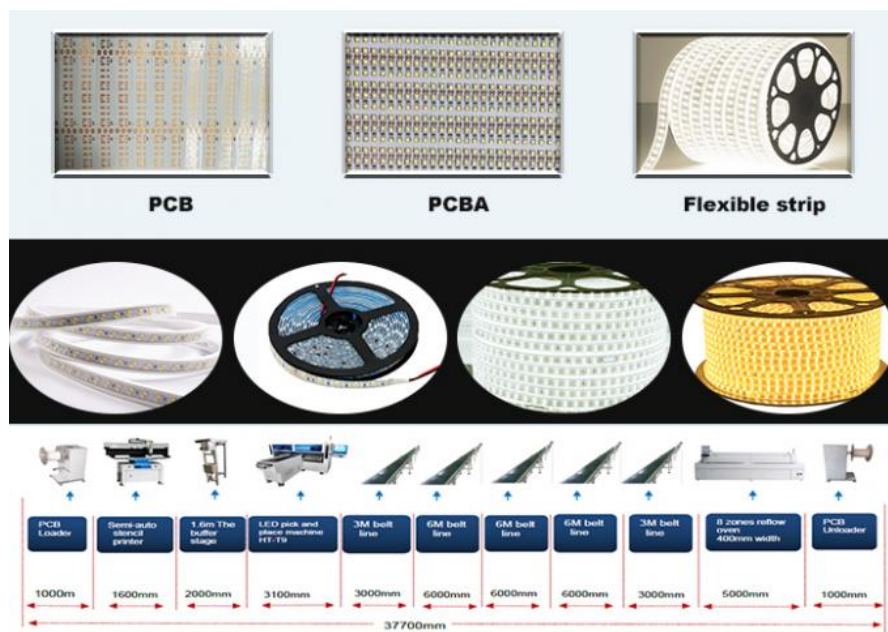 PCB
PCBA
Flexible strip
PCB
Loader
Semi-auto
stencil
printer
1.6m The
buffer
stage
LED pick and
place machine
HT-T9
3M belt
line
6M belt
line
6M belt
line
6M belt
line
3M belt
line
8 zones reflow
oven
400mm width
PCB
Unloader
1000m
1600mm
2000mm
3100mm
3000mm
6000mm
6000mm
6000mm
3000mm
5000mm
1000mm
37700mm